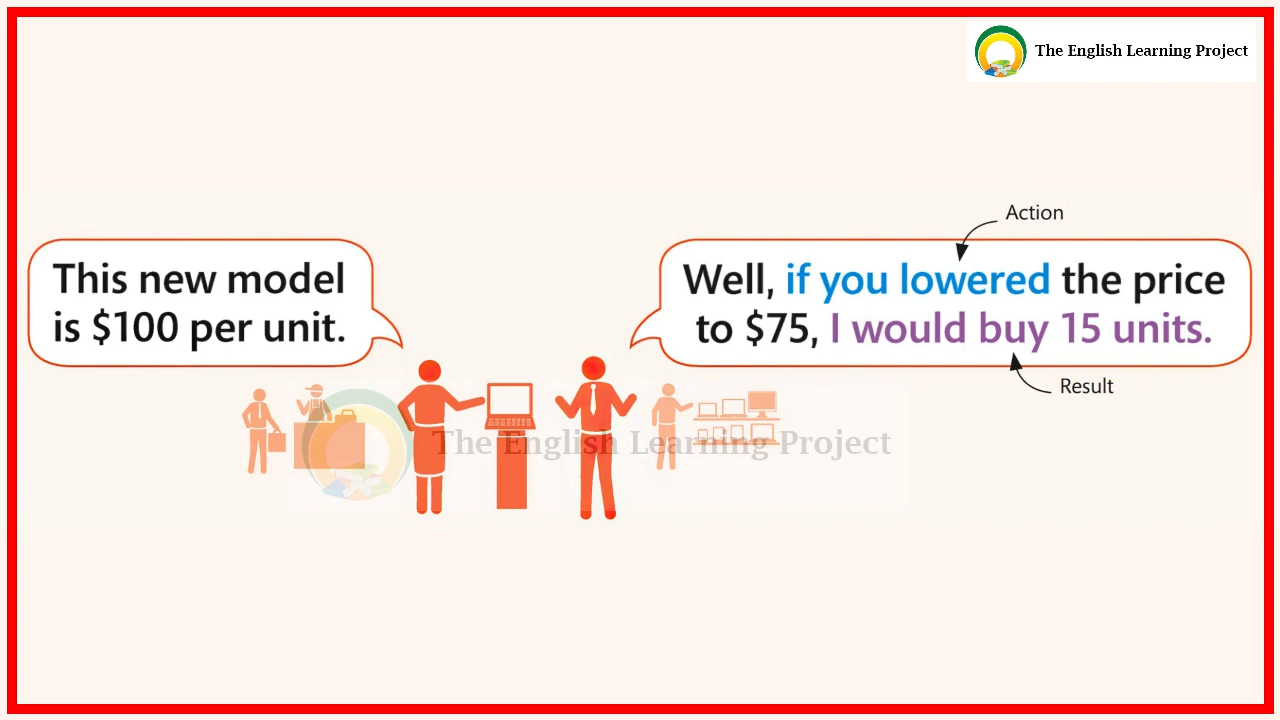 The English Learning Project
Action
This new model
is $100 per unit.
Well, if you lowered the price
to $75, I would buy 15 units.
Result
The English Learning Project